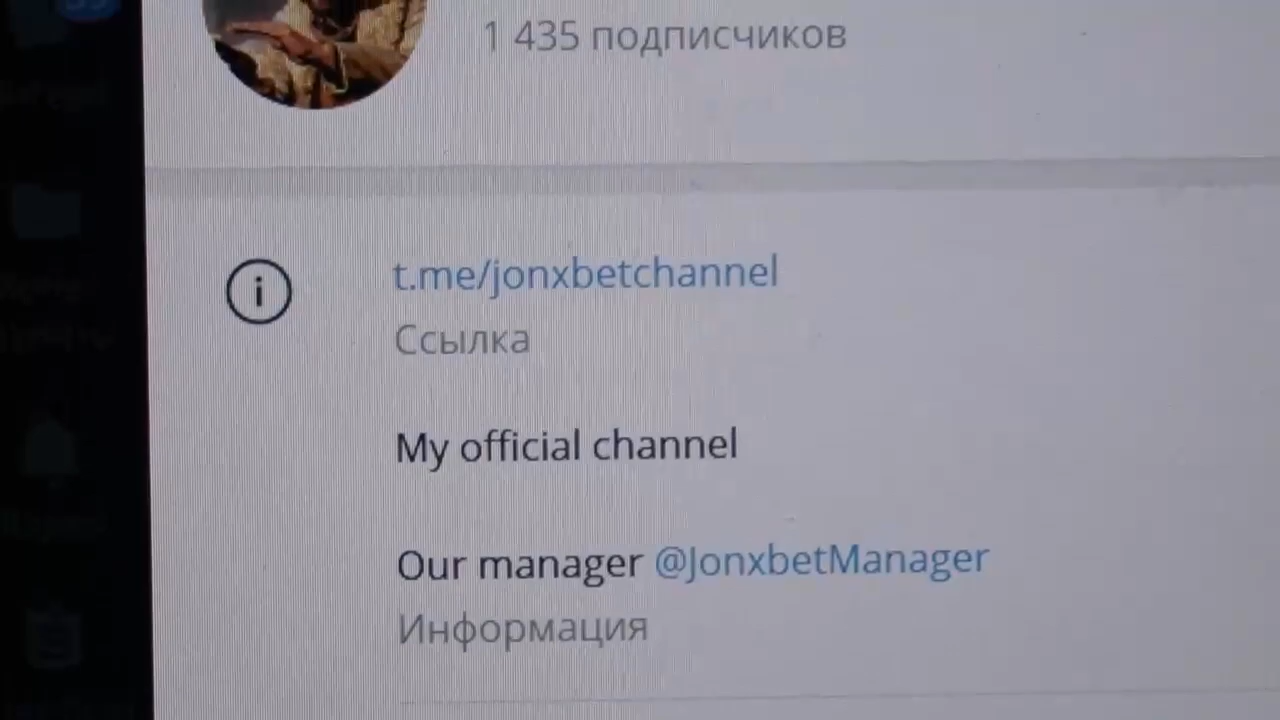 1 435 подписчиков
t.me/jonxbetchannel
Ссылка
My official channel
Our manager @JonxbetManager
Информация